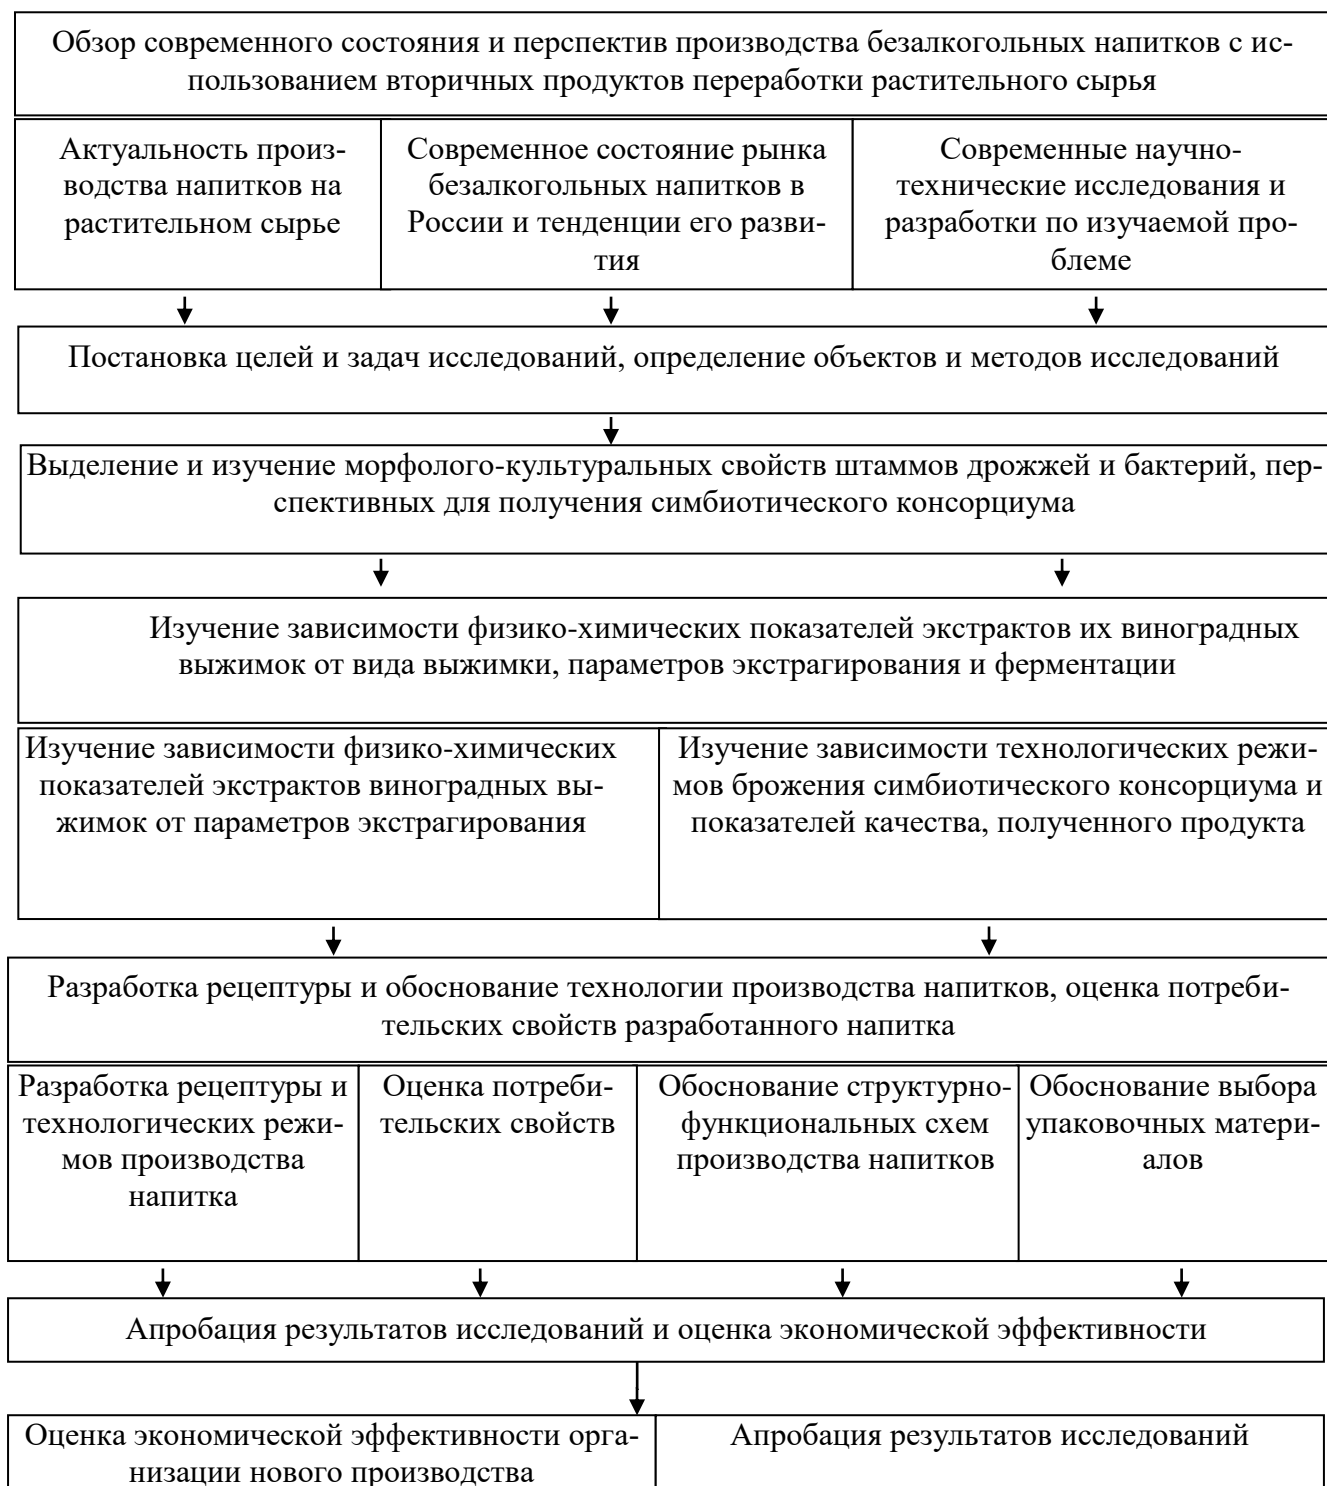 Обзор современного состояния и перспектив производства безалкогольных напитков с ис-
пользованием вторичных продуктов переработки растительного сырья
Актуальность произ-
водства напитков на
растительном сырье
Современное состояние рынка
безалкогольных напитков в
России и тенденции его разви-
тия
Современные научно-
технические исследования и
разработки по изучаемой про-
блеме
Постановка целей и задач исследований, определение объектов и методов исследований
Выделение и изучение морфолого-культуральных свойств штаммов дрожжей и бактерий, пер-
спективных для получения симбиотического консорциума
Изучение зависимости физико-химических показателей экстрактов их виноградных
выжимок от вида выжимки, параметров экстрагирования и ферментации
Изучение зависимости физико-химических
показателей экстрактов виноградных вы-
жимок от параметров экстрагирования
Изучение зависимости технологических режи-
мов брожения симбиотического консорциума и
показателей качества, полученного продукта
Разработка рецептуры и обоснование технологии производства напитков, оценка потреби-
тельских свойств разработанного напитка
Разработка рецептуры и
технологических режи-
мов производства
напитка
Оценка потреби-
тельских свойств
Обоснование структурно-
функциональных схем
производства напитков
Обоснование выбора
упаковочных матери-
алов
Апробация результатов исследований и оценка экономической эффективности
Оценка экономической эффективности орга-
низации нового производства
Апробация результатов исследований